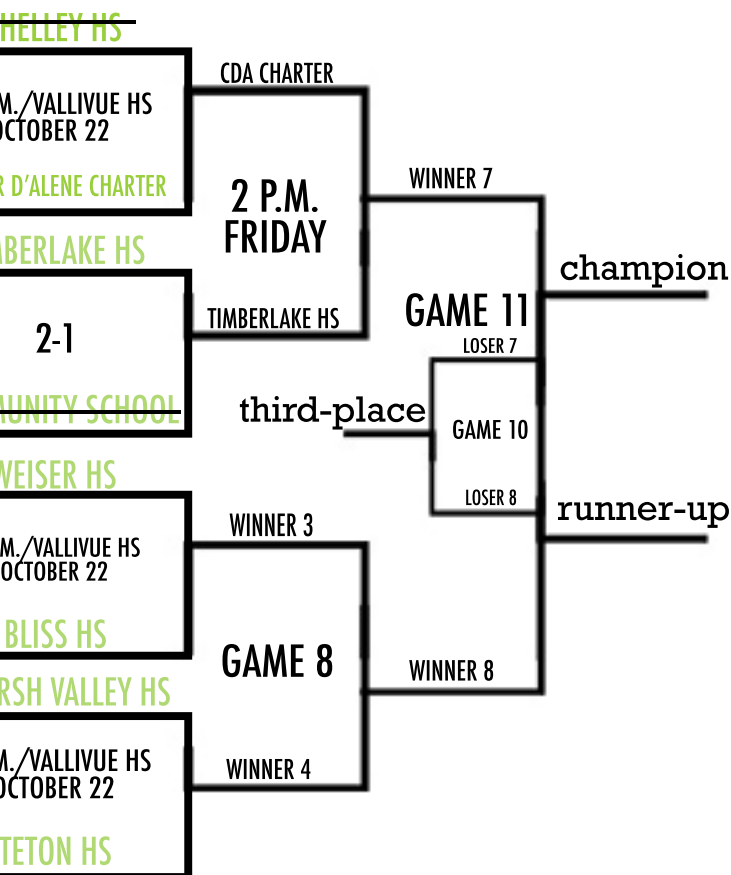 HELLEY HS
CDA CHARTER
M./VALLIVUE HS
OCTOBER 22
R D'ALENE CHARTER
2 P.M.
FRIDAY
WINNER 7
MBERLAKE HS
champion
TIMBERLAKE HS
GAME 11
2-1
LOSER 7
MUNITY SCHOOL
third-place
GAME 10
WEISER HS
LOSER 8
runner-up
WINNER 3
M./VALLIVUE HS
OCTOBER 22
BLISS HS
GAME 8
WINNER 8
RSH VALLEY HS
M./VALLIVUE HS
OCTOBER 22
WINNER 4
TETON HS